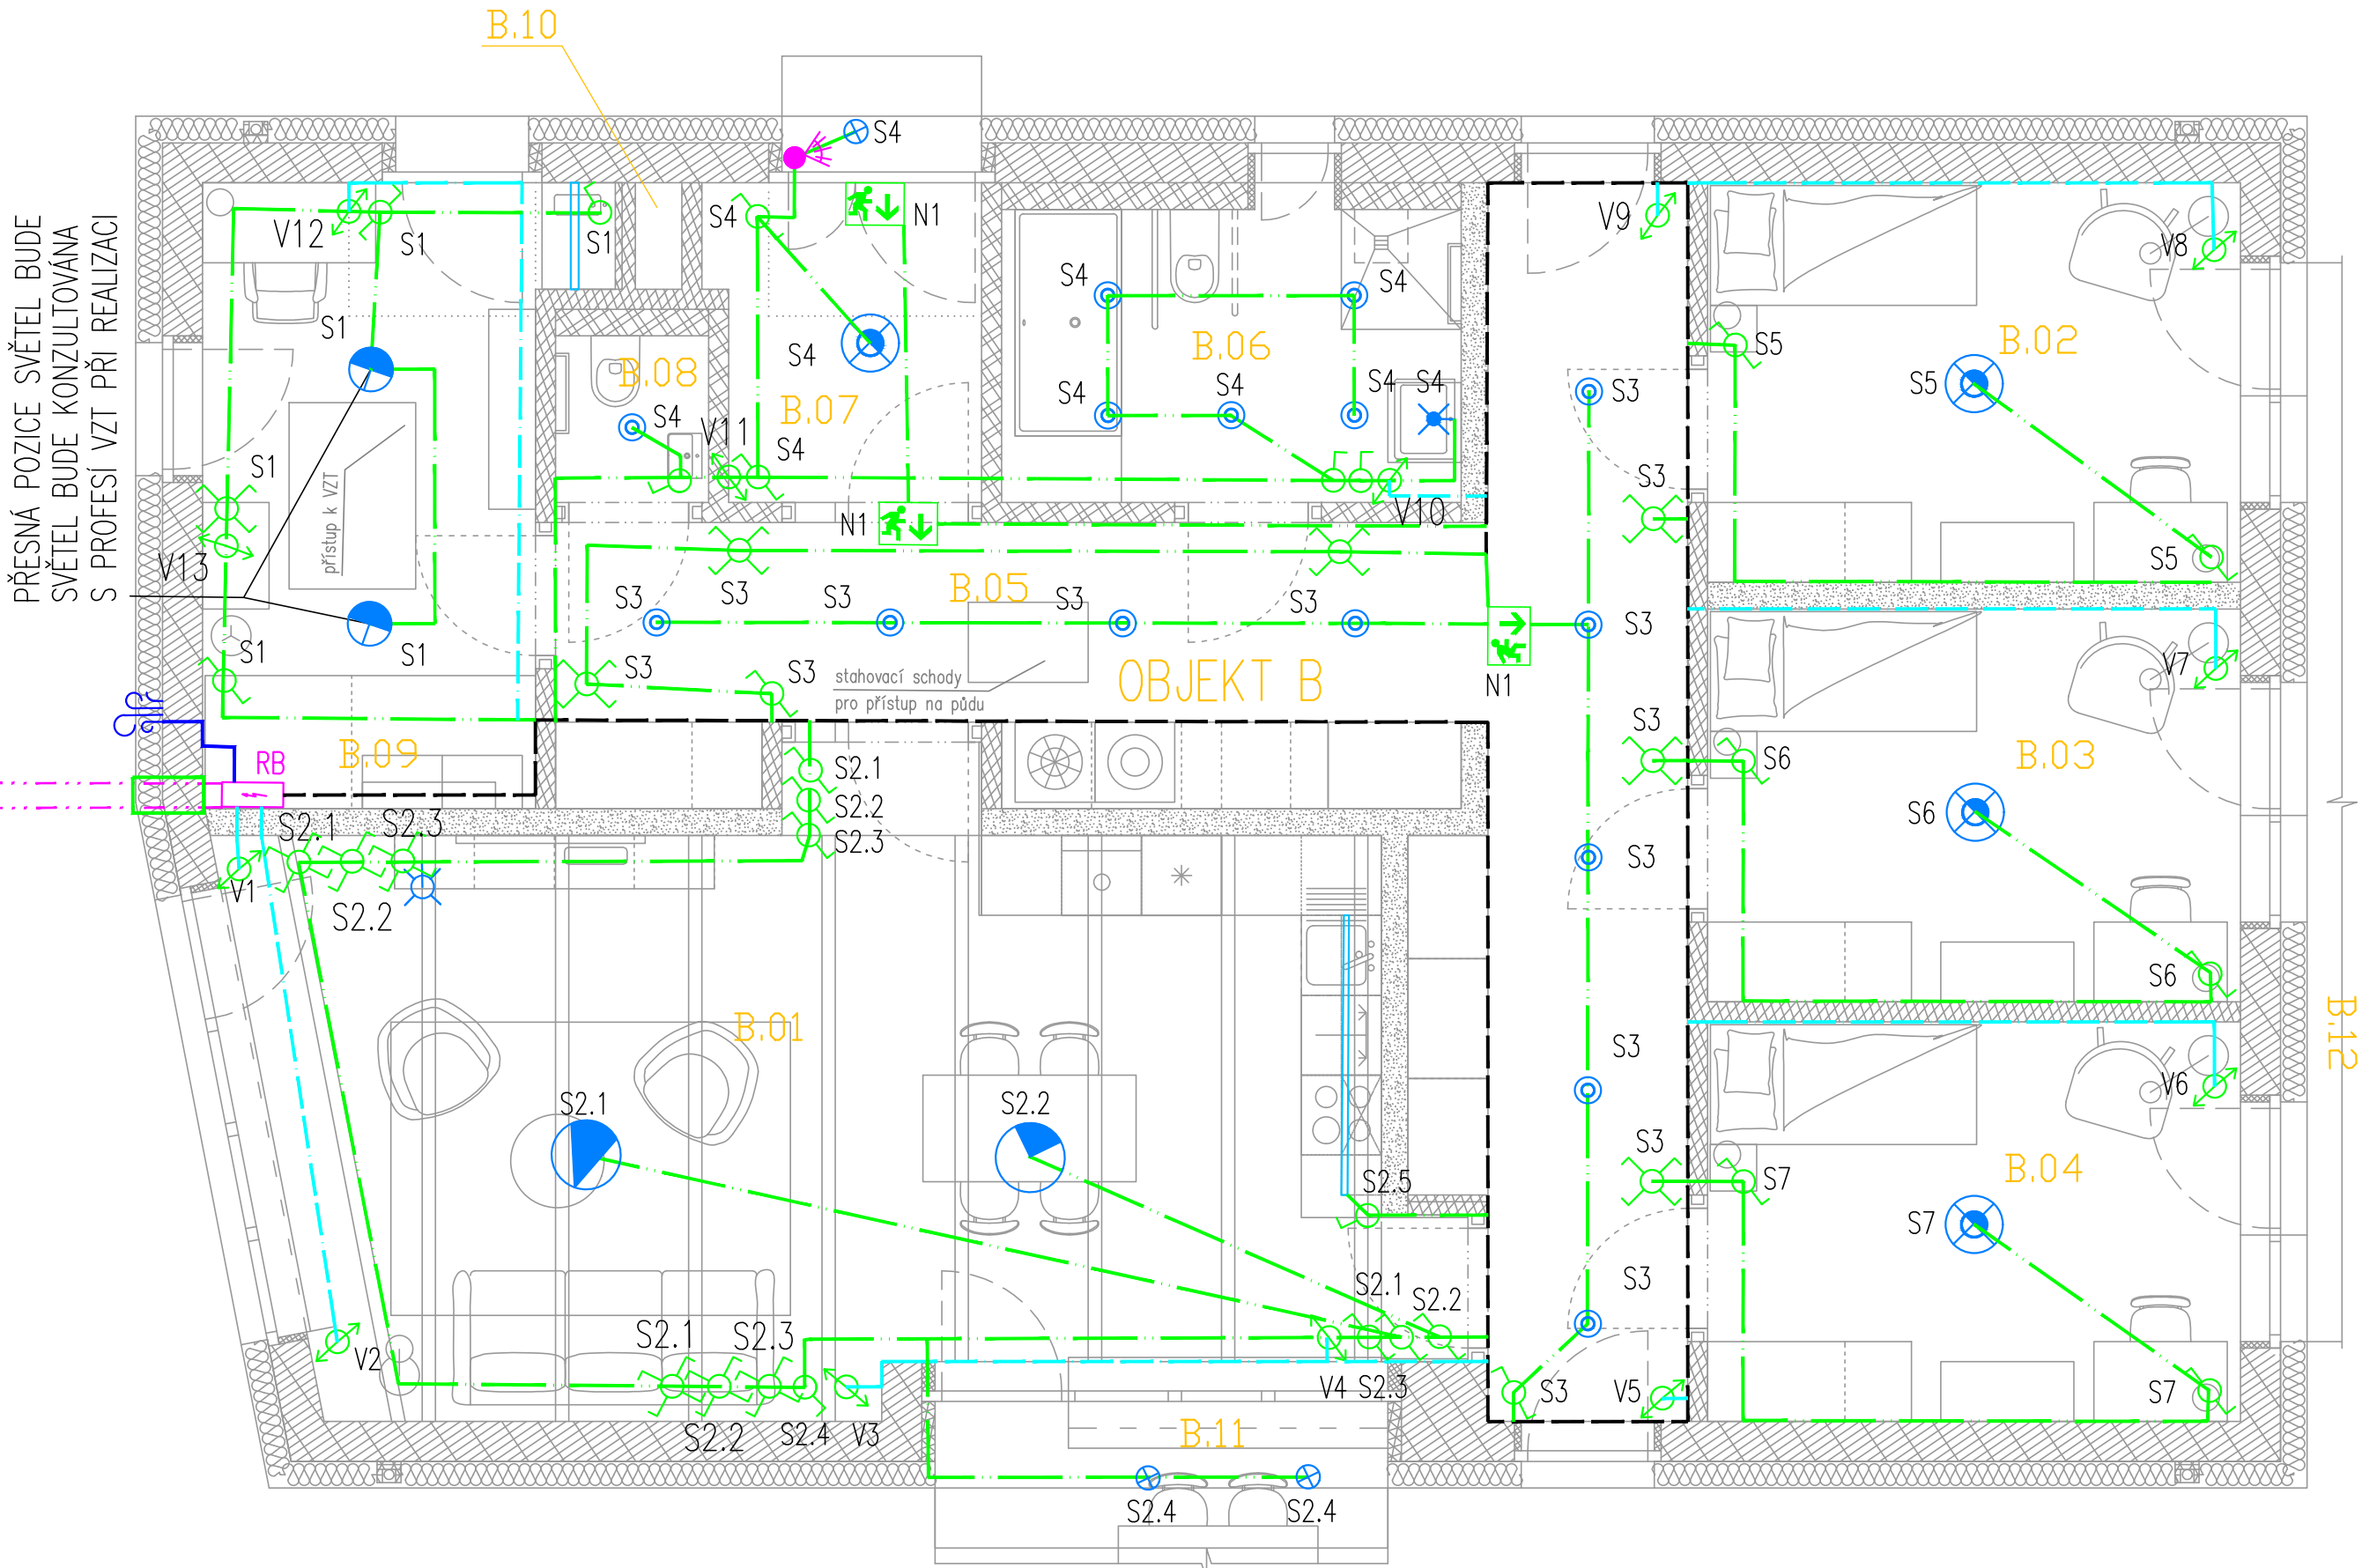 B.10
S4
PŘESNÁ POZICE SVĚTEL BUDE
SVĚTEL BUDE KONZULTOVÁNA
S PROFESÍ VZT PŘI REALIZACI
V12
S1
S1
S4
N1
V9
V8
S1
S4
S4
S4
B.06
B.02
S5
B.08
S5
S4
B.07
S4
S4
S4
S4
S3
přístup k VZT
S1
V11
S4
S3
V10
N1
V13
S5
B.05
S3
S3
S3
S3
S3
S3
S1
S1
S3
S3
stahovací schody
pro přístup na půdu
OBJEKT B
N1
V7
B.09
RB
S2.1
S3
S6
B.03
S2.1
S2.3
S2.2
S2.3
S6
S3
V1
S2.2
S6
B.01
B.12
S3
S2.1
S2.2
V6
S3
S7
B.04
S2.5
S7
S2.1
S2.2
S3
V2
S2.1
S2.3
V4
S2.3
S3
V5
S7
S2.2
S2.4
V3
B.11
S2.4
S2.4